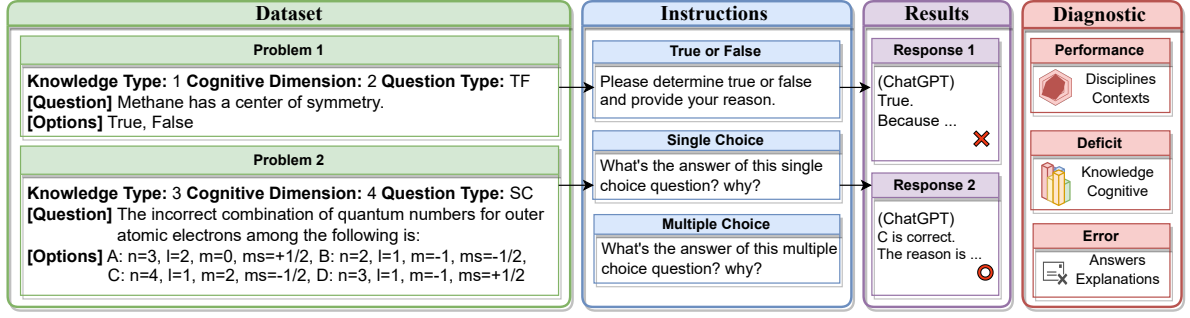 Dataset
Problem 1
Knowledge Type: 1 Cognitive Dimension: 2 Question Type: TF
[Question] Methane has a center of symmetry.
[Options] True, False
Problem 2
Knowledge Type: 3 Cognitive Dimension: 4 Question Type: SC
[Question] The incorrect combination of quantum numbers for outer
atomic electrons among the following is:
[Options] A: n=3, l=2, m=0, ms=+1/2, B: n=2, l=1, m=-1, ms=-1/2,
C: n=4, l=1, m=2, ms=-1/2, D: n=3, l=1, m=-1, ms=+1/2
Instructions
True or False
Please determine true or false
and provide your reason.
Single Choice
What's the answer of this single
choice question? why?
Multiple Choice
What's the answer of this multiple
choice question? why?
Results
Response 1
(ChatGPT)
True.
Because ...
Response 2
(ChatGPT)
C is correct.
The reason is ...
Diagnostic
Performance
Disciplines
Contexts
Deficit
Knowledge
Cognitive
Error
Answers
Explanations